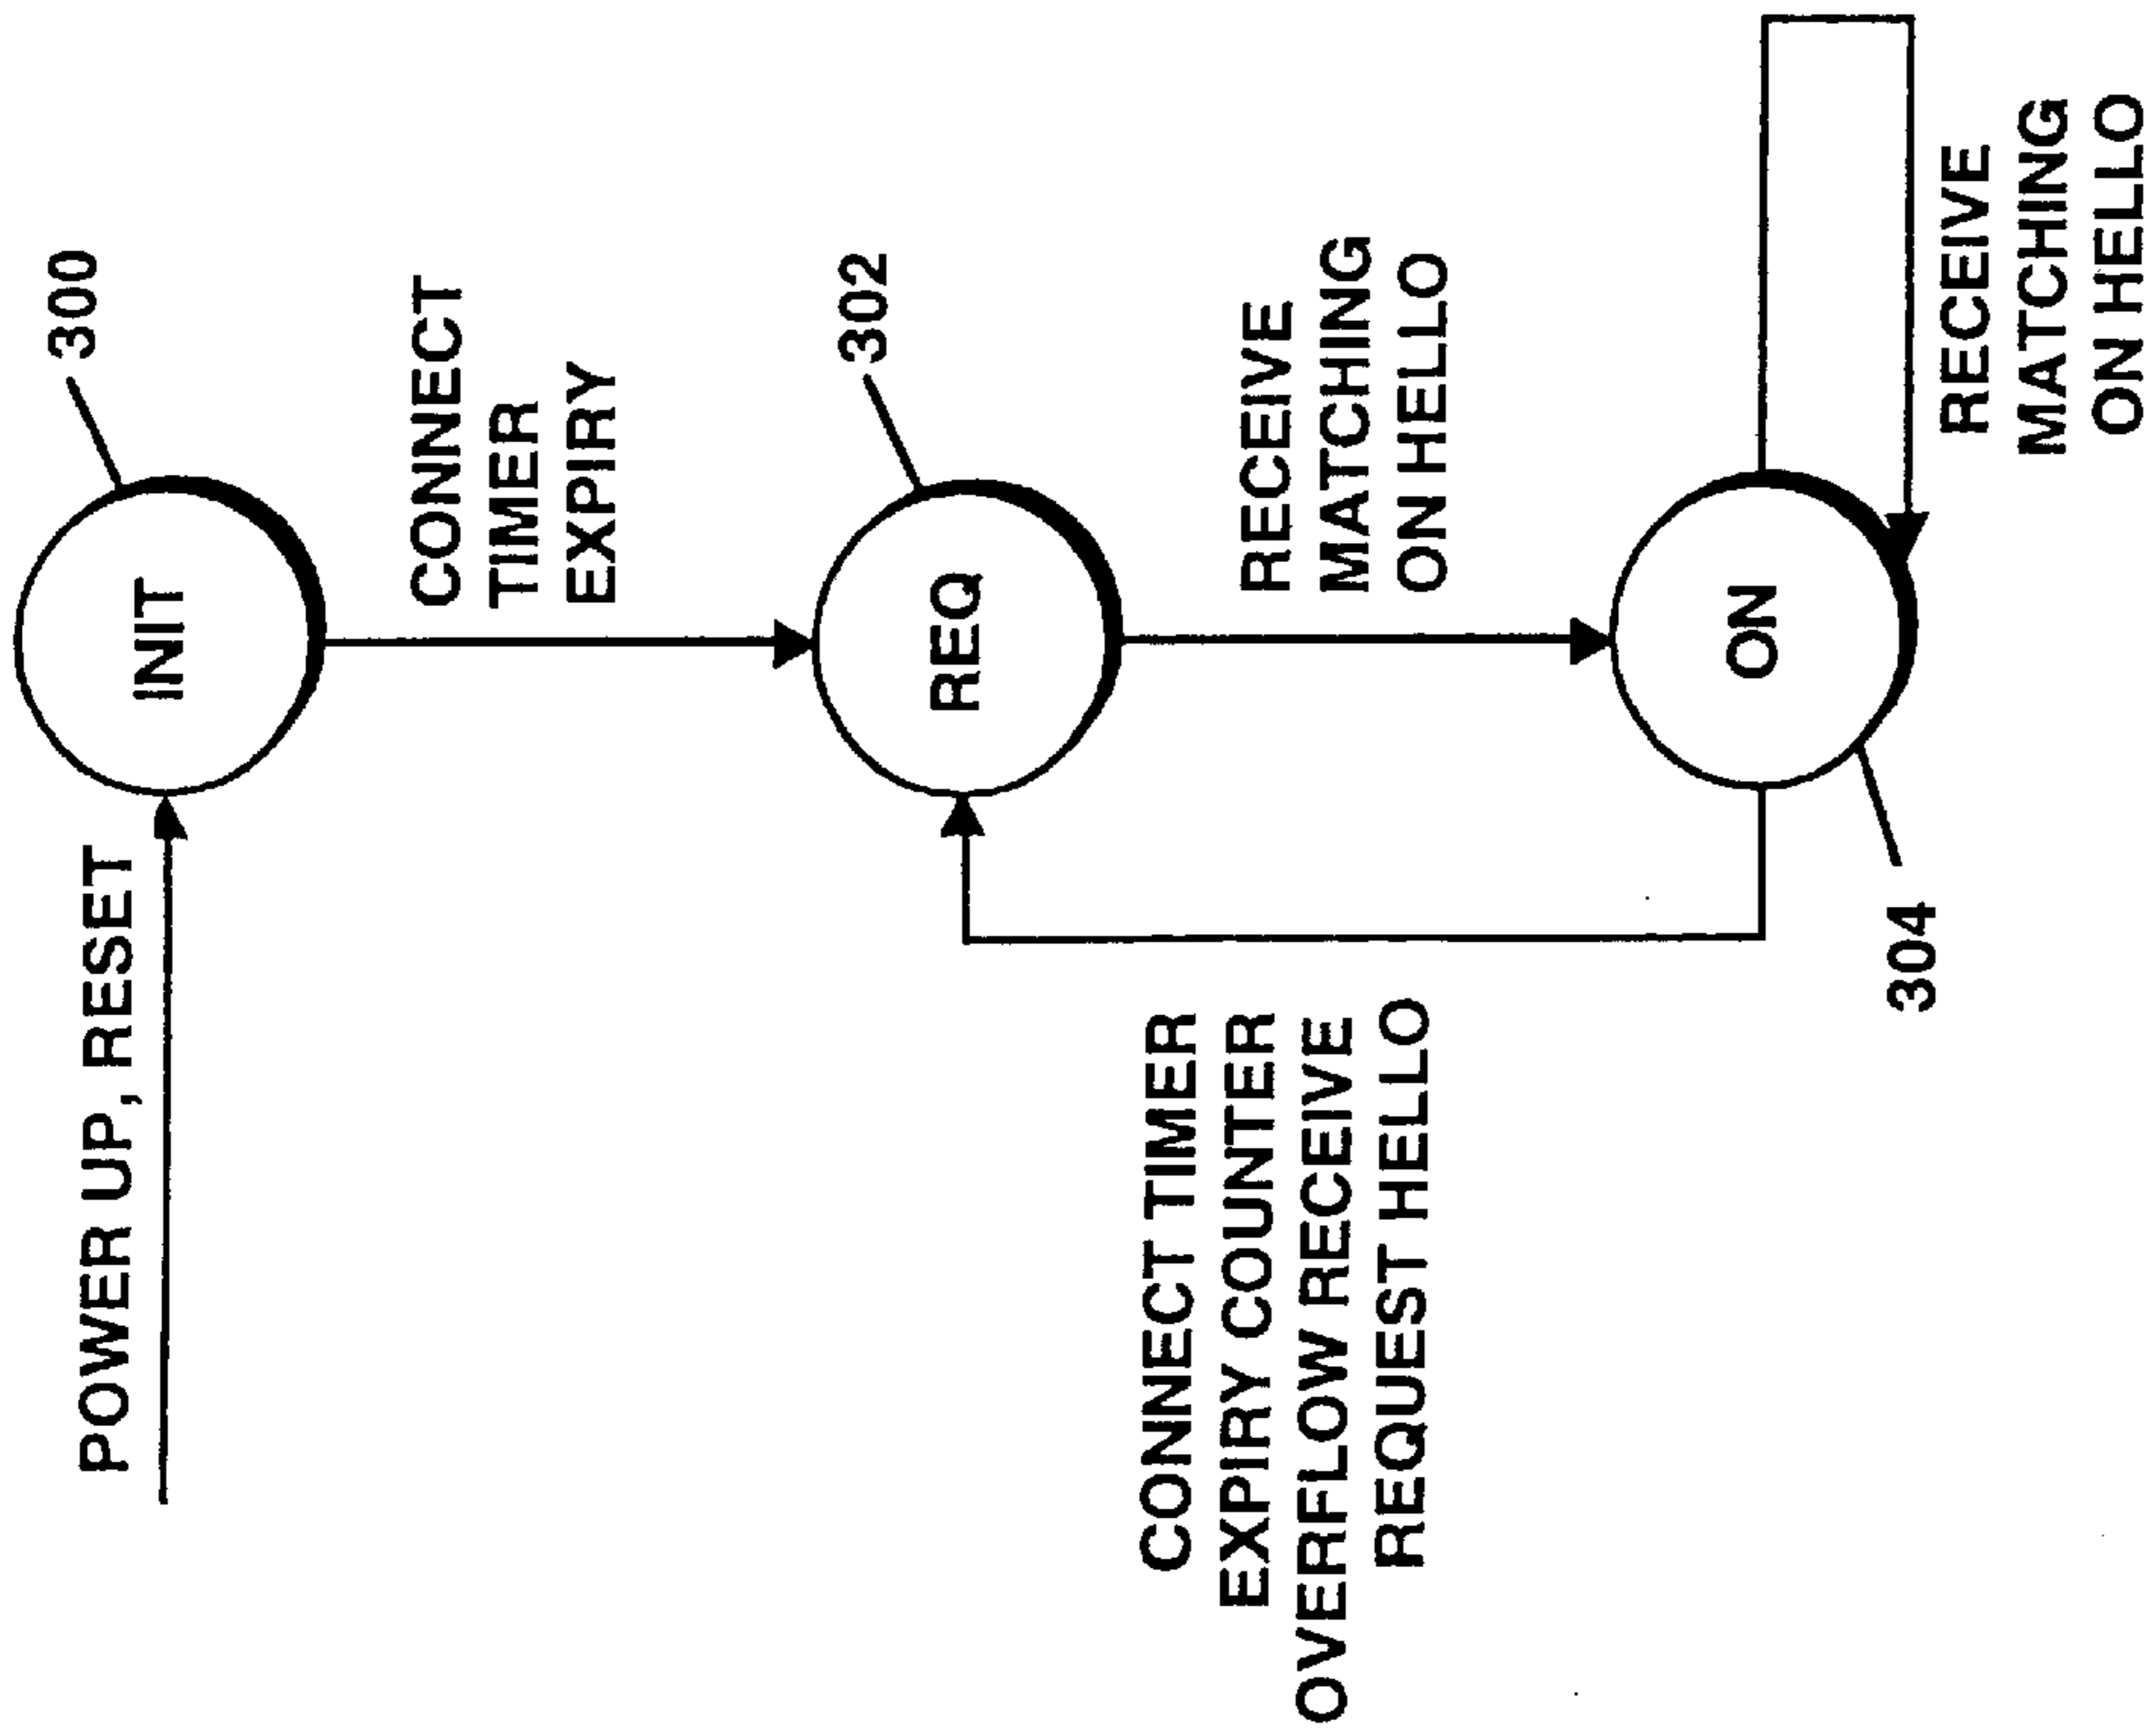 POWER UP, RESET
INIT
300
CONNECT
TIMER
EXPIRY
REQ
302
CONNECT TIMER
EXPIRY COUNTER
OVERFLOW RECEIVE
REQUEST HELLO
RECEIVE
MATCHING
ON HELLO
ON
304
RECEIVE
MATCHING
ON HELLO